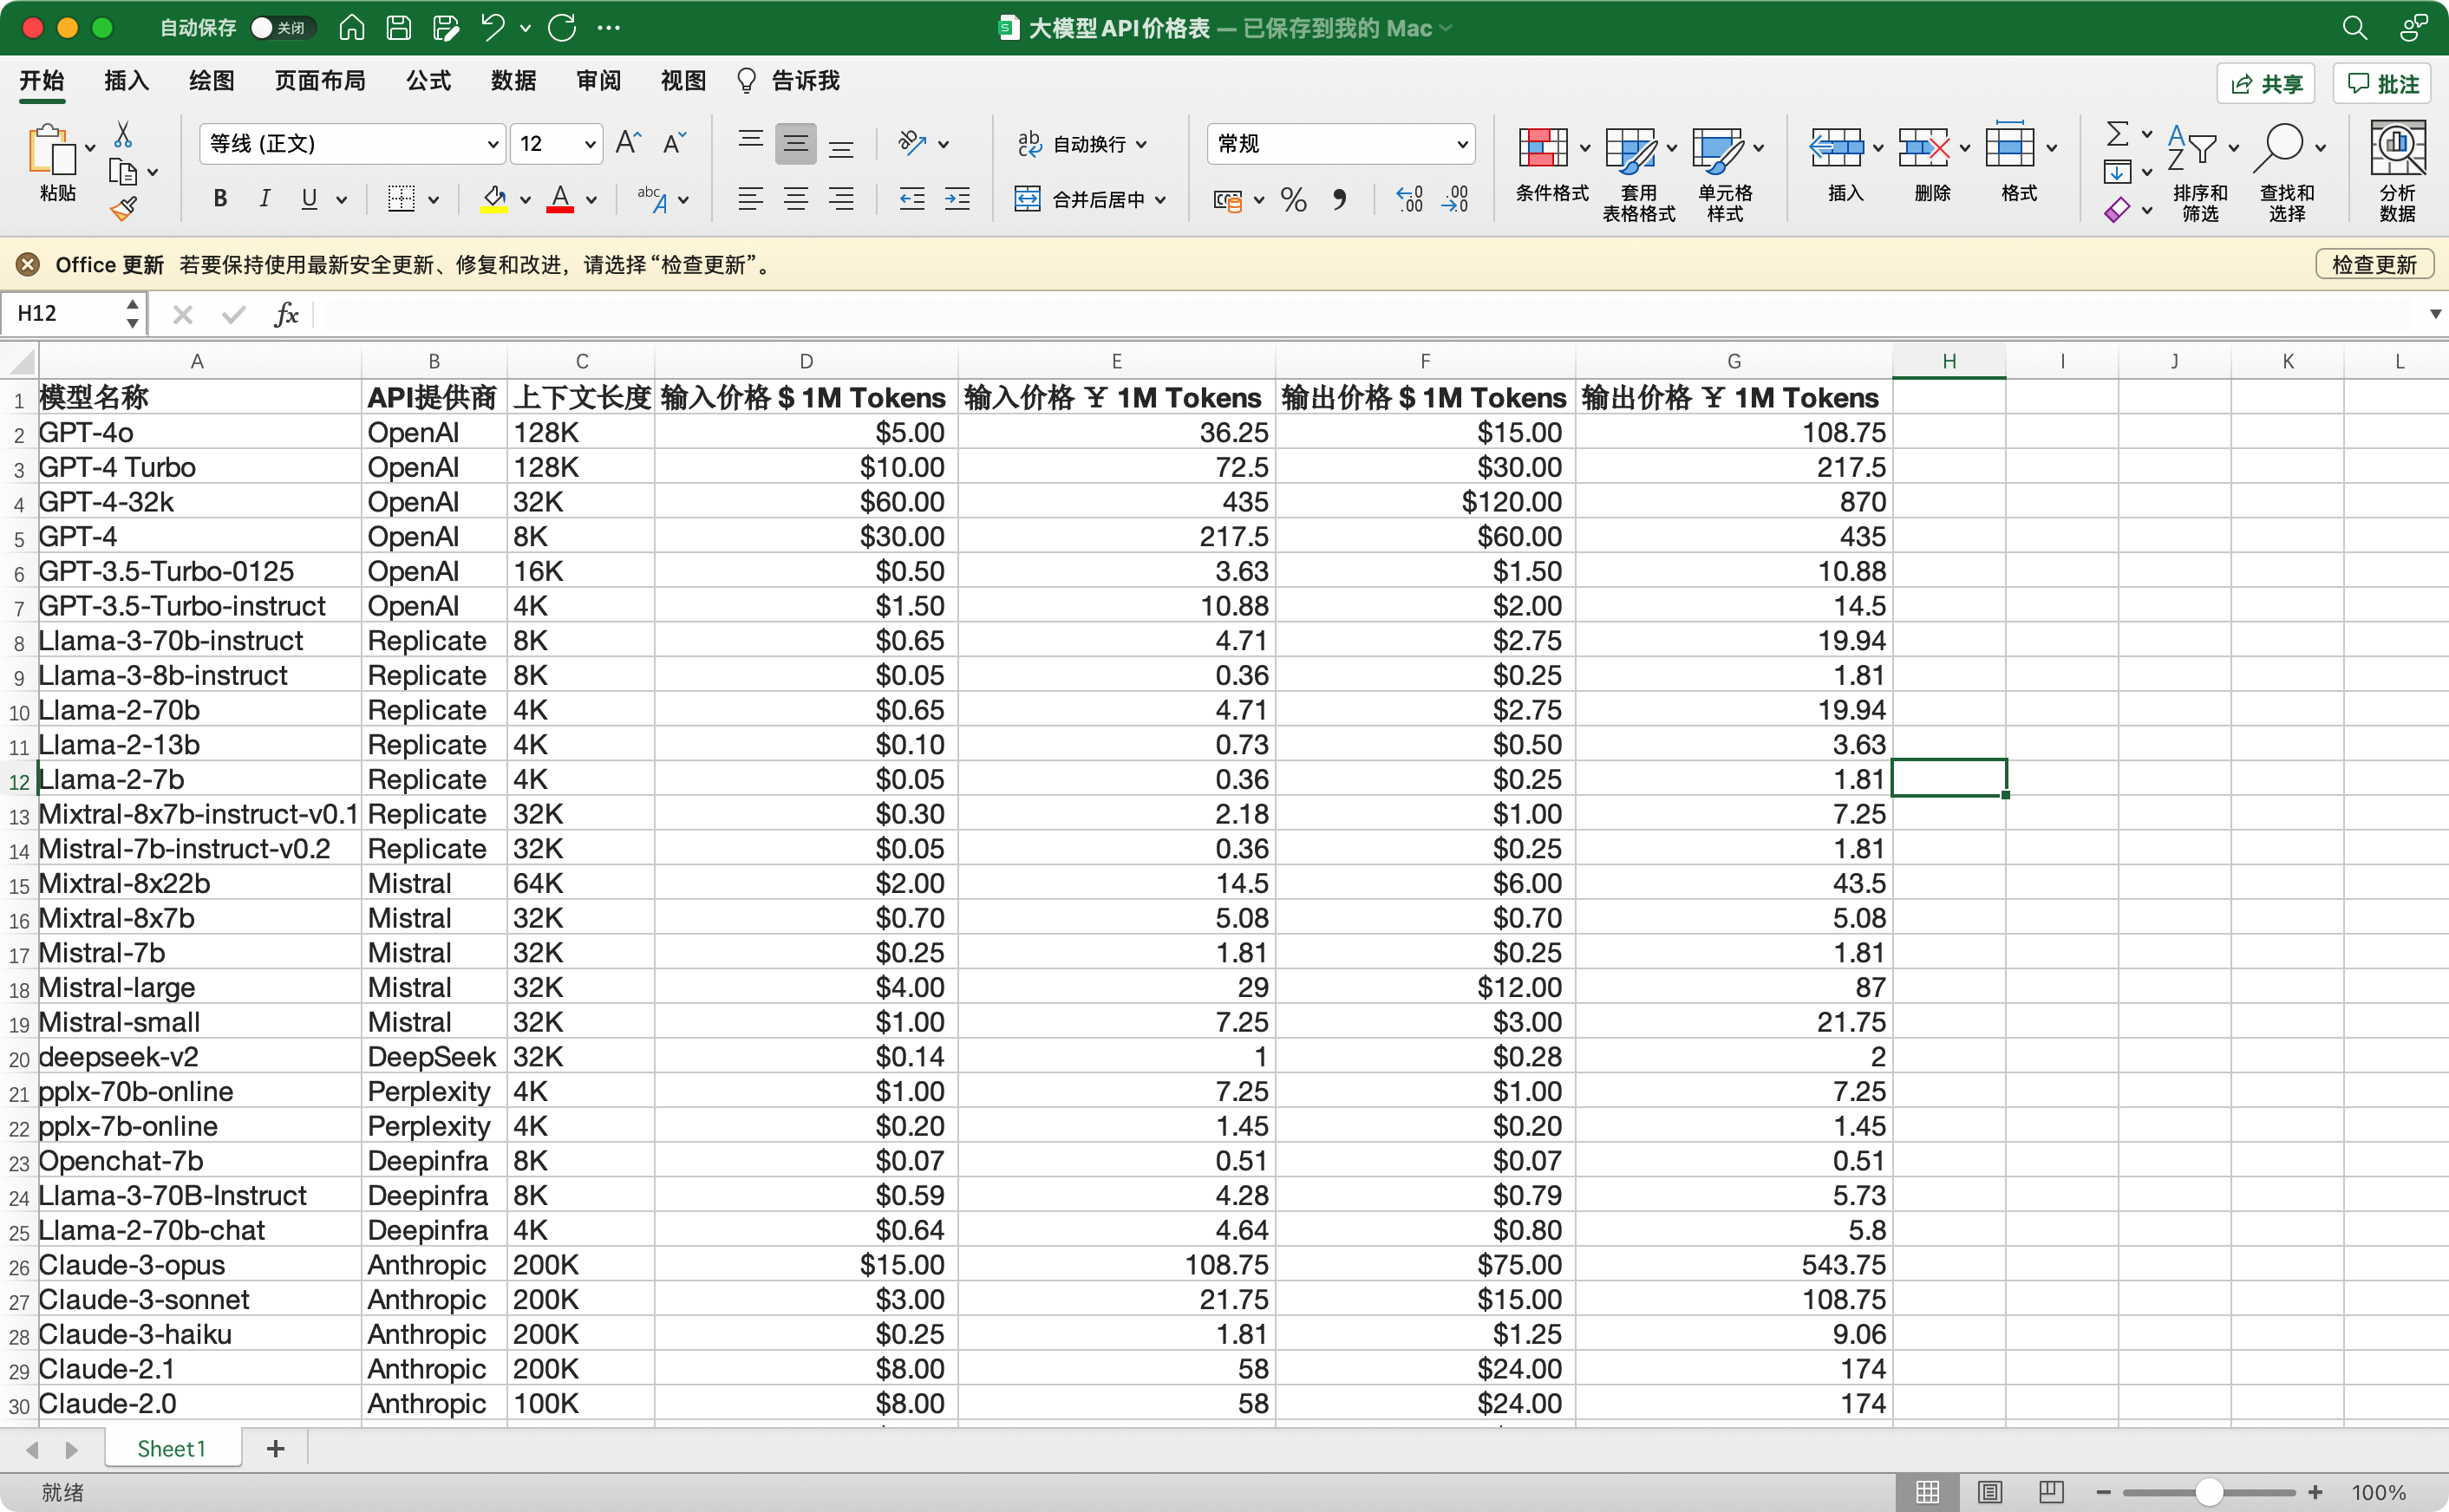 自动保存 关闭 大模型API价格表 — 已保存到我的 Mac
开始 插入 绘图 页面布局 公式 数据 审阅 视图 告诉我 共享 批注
粘贴 等线 (正文) 12 自动换行 合并后居中 常规 条件格式 套用 表格格式 单元格 样式 插入 删除 格式 排序和 筛选 查找和 选择 分析 数据
Office 更新 若要保持使用最新安全更新、修复和改进，请选择“检查更新”。 检查更新
H12 fx
A B C D E F G H I J K L
1 模型名称 API提供商 上下文长度 输入价格 $ 1M Tokens 输入价格 ￥ 1M Tokens 输出价格 $ 1M Tokens 输出价格 ￥ 1M Tokens
2 GPT-4o OpenAI 128K $5.00 36.25 $15.00 108.75
3 GPT-4 Turbo OpenAI 128K $10.00 72.5 $30.00 217.5
4 GPT-4-32k OpenAI 32K $60.00 435 $120.00 870
5 GPT-4 OpenAI 8K $30.00 217.5 $60.00 435
6 GPT-3.5-Turbo-0125 OpenAI 16K $0.50 3.63 $1.50 10.88
7 GPT-3.5-Turbo-instruct OpenAI 4K $1.50 10.88 $2.00 14.5
8 Llama-3-70b-instruct Replicate 8K $0.65 4.71 $2.75 19.94
9 Llama-3-8b-instruct Replicate 8K $0.05 0.36 $0.25 1.81
10 Llama-2-70b Replicate 4K $0.65 4.71 $2.75 19.94
11 Llama-2-13b Replicate 4K $0.10 0.73 $0.50 3.63
12 Llama-2-7b Replicate 4K $0.05 0.36 $0.25 1.81
13 Mixtral-8x7b-instruct-v0.1 Replicate 32K $0.30 2.18 $1.00 7.25
14 Mistral-7b-instruct-v0.2 Replicate 32K $0.05 0.36 $0.25 1.81
15 Mixtral-8x22b Mistral 64K $2.00 14.5 $6.00 43.5
16 Mixtral-8x7b Mistral 32K $0.70 5.08 $0.70 5.08
17 Mistral-7b Mistral 32K $0.25 1.81 $0.25 1.81
18 Mistral-large Mistral 32K $4.00 29 $12.00 87
19 Mistral-small Mistral 32K $1.00 7.25 $3.00 21.75
20 deepseek-v2 DeepSeek 32K $0.14 1 $0.28 2
21 pplx-70b-online Perplexity 4K $1.00 7.25 $1.00 7.25
22 pplx-7b-online Perplexity 4K $0.20 1.45 $0.20 1.45
23 Openchat-7b Deepinfra 8K $0.07 0.51 $0.07 0.51
24 Llama-3-70B-Instruct Deepinfra 8K $0.59 4.28 $0.79 5.73
25 Llama-2-70b-chat Deepinfra 4K $0.64 4.64 $0.80 5.8
26 Claude-3-opus Anthropic 200K $15.00 108.75 $75.00 543.75
27 Claude-3-sonnet Anthropic 200K $3.00 21.75 $15.00 108.75
28 Claude-3-haiku Anthropic 200K $0.25 1.81 $1.25 9.06
29 Claude-2.1 Anthropic 200K $8.00 58 $24.00 174
30 Claude-2.0 Anthropic 100K $8.00 58 $24.00 174
Sheet1
就绪 100%